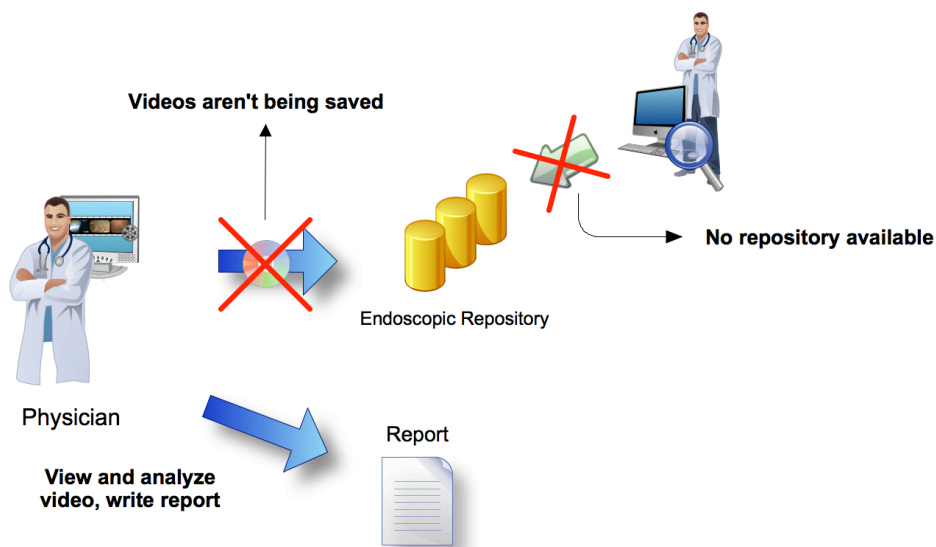 Videos aren't being saved
No repository available
Endoscopic Repository
Physician
Report
View and analyze
video, write report